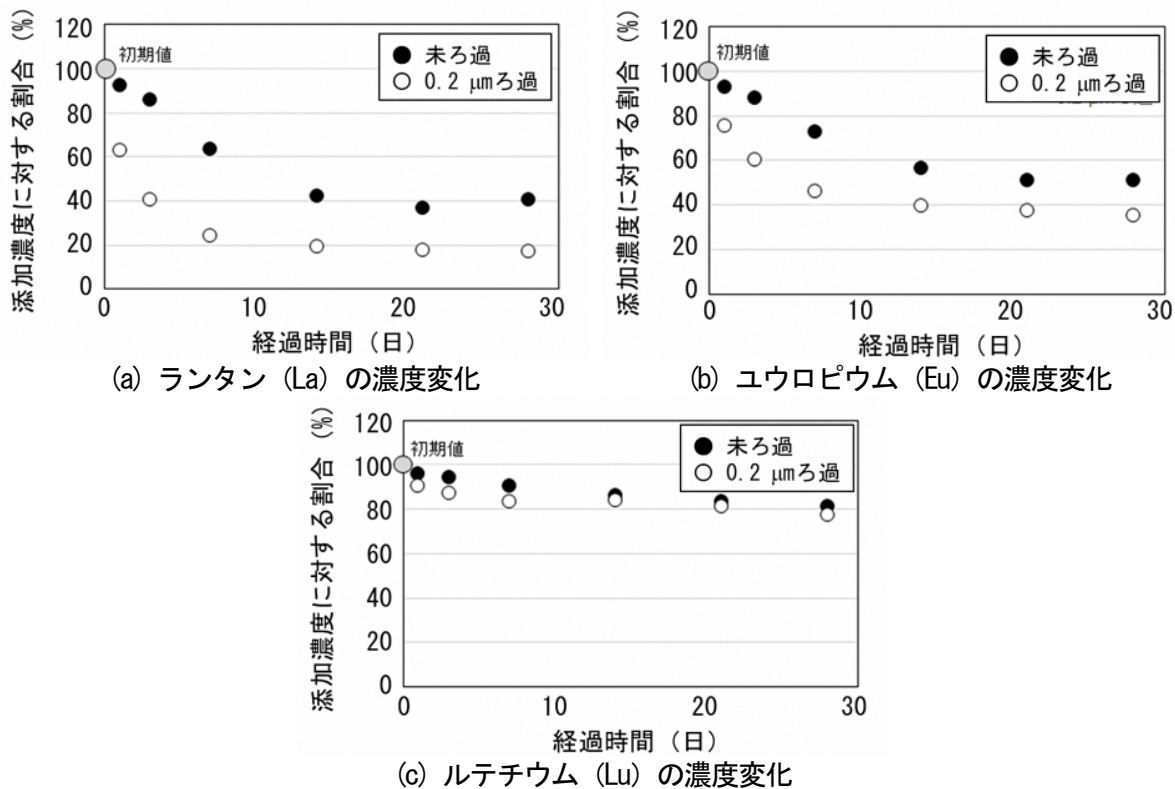 添加濃度に対する割合 (%)
120
100
80
60
40
20
0
初期値
● 未ろ過
○ 0.2 μmろ過
0
10
20
30
経過時間（日）
(a) ランタン（La）の濃度変化
添加濃度に対する割合 (%)
120
100
80
60
40
20
0
初期値
● 未ろ過
○ 0.2 μmろ過
0
10
20
30
経過時間（日）
(b) ユウロピウム（Eu）の濃度変化
添加濃度に対する割合 (%)
120
100
80
60
40
20
0
初期値
● 未ろ過
○ 0.2 μmろ過
0
10
20
30
経過時間（日）
(c) ルテチウム（Lu）の濃度変化